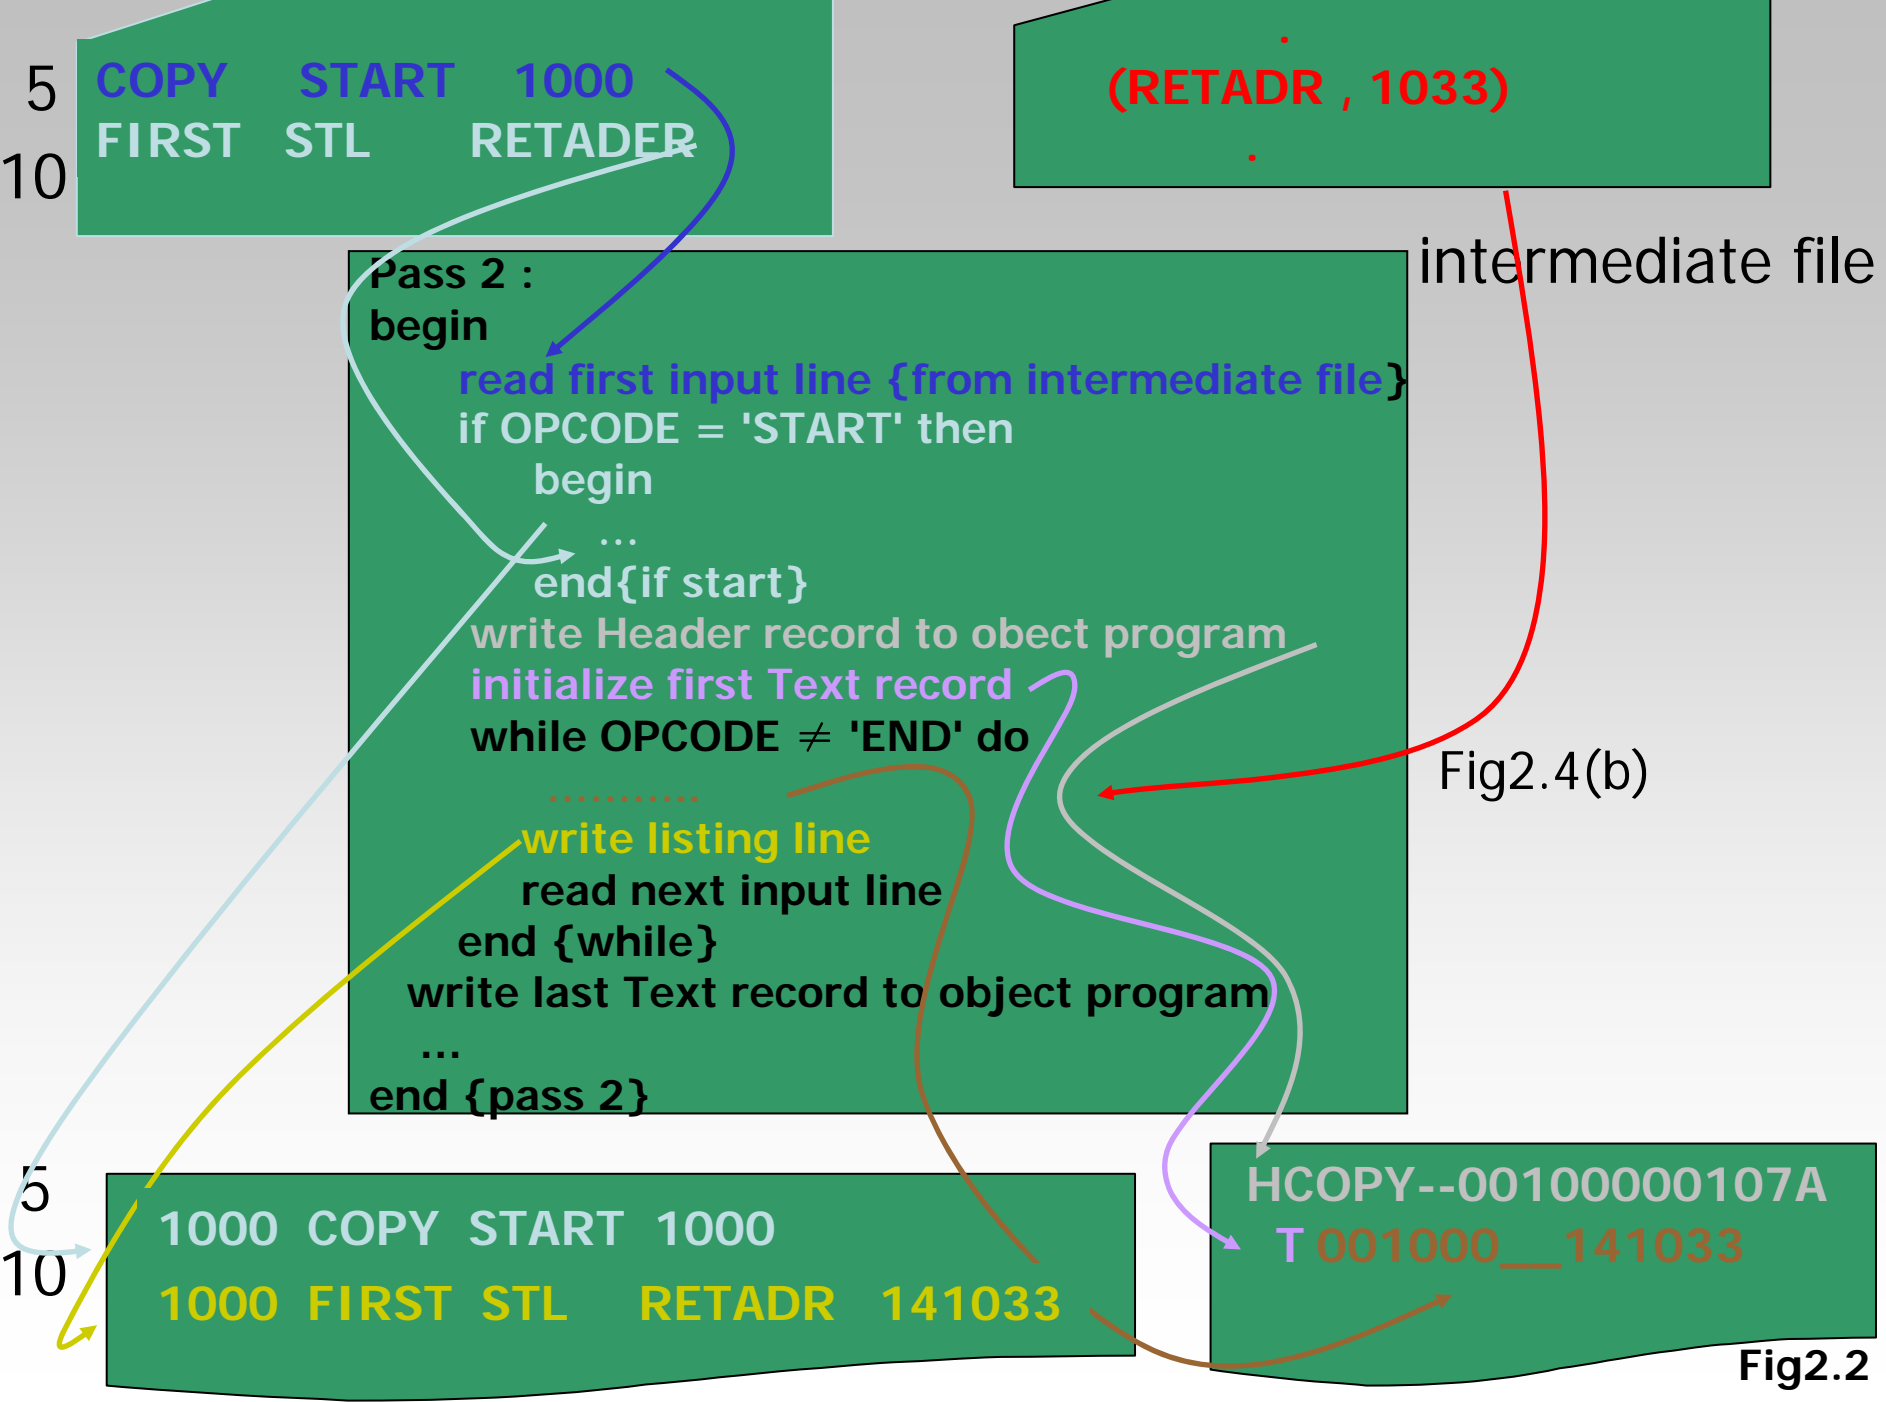 5 COPY START 1000
10 FIRST STL RETADER
.
(RETADR , 1033)
.
intermediate file
Pass 2 :
begin
read first input line {from intermediate file}
if OPCODE = 'START' then
begin
...
end{if start}
write Header record to obect program
initialize first Text record
while OPCODE ≠ 'END' do
...........
write listing line
read next input line
end {while}
write last Text record to object program
...
end {pass 2}
Fig2.4(b)
5 1000 COPY START 1000
10 1000 FIRST STL RETADR 141033
HCOPY--00100000107A
T 001000__141033
Fig2.2